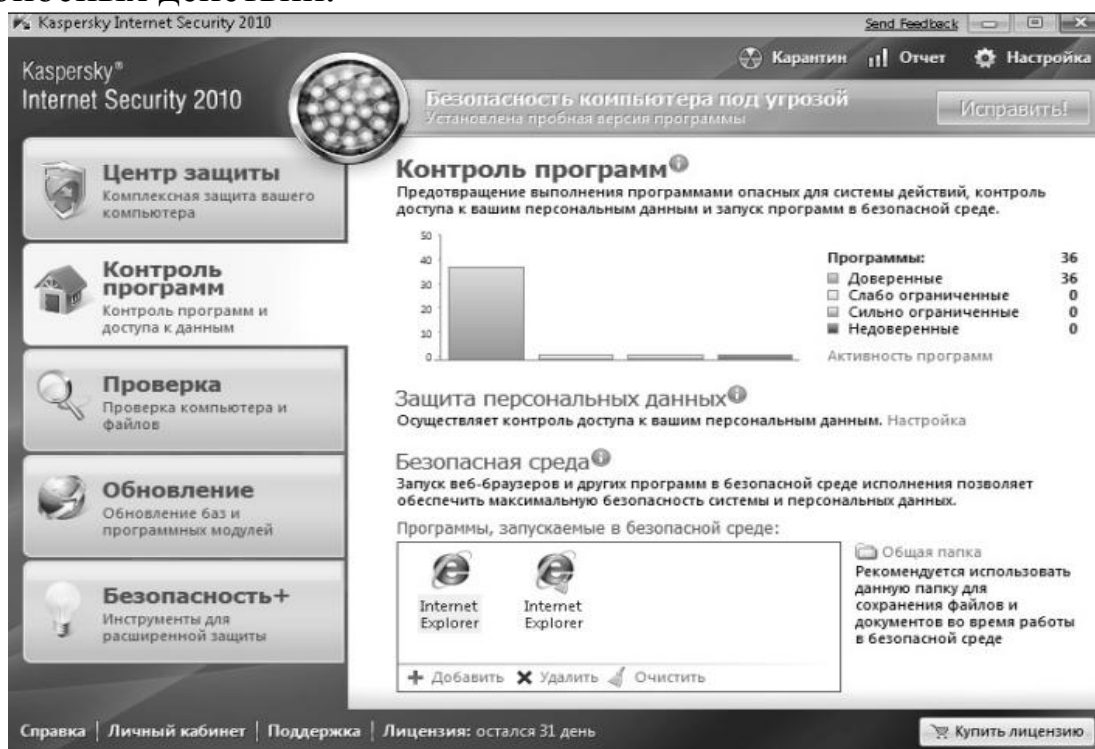 Kaspersky Internet Security 2010
Send Feedback
Kaspersky®
Internet Security 2010
Карантин
Отчет
Настройка
Безопасность компьютера под угрозой
Установлена пробная версия программы
Исправить!
Центр защиты
Комплексная защита вашего
компьютера
Контроль
программ
Контроль программ и
доступа к данным
Проверка
Проверка компьютера и
файлов
Обновление
Обновление баз и
программных модулей
Безопасность+
Инструменты для
расширенной защиты
Контроль программ
Предотвращение выполнения программами опасных для системы действий, контроль
доступа к вашим персональным данным и запуск программ в безопасной среде.
50
40
30
20
10
0
Программы: 36
Доверенные 36
Слабо ограниченные 0
Сильно ограниченные 0
Недоверенные 0
Активность программ
Защита персональных данных
Осуществляет контроль доступа к вашим персональным данным. Настройка
Безопасная среда
Запуск веб-браузеров и других программ в безопасной среде исполнения позволяет
обеспечить максимальную безопасность системы и персональных данных.
Программы, запускаемые в безопасной среде:
Internet
Explorer
Internet
Explorer
Добавить Удалить Очистить
Общая папка
Рекомендуется использовать
данную папку для
сохранения файлов и
документов во время работы
в безопасной среде
Справка | Личный кабинет | Поддержка | Лицензия: остался 31 день
Купить лицензию